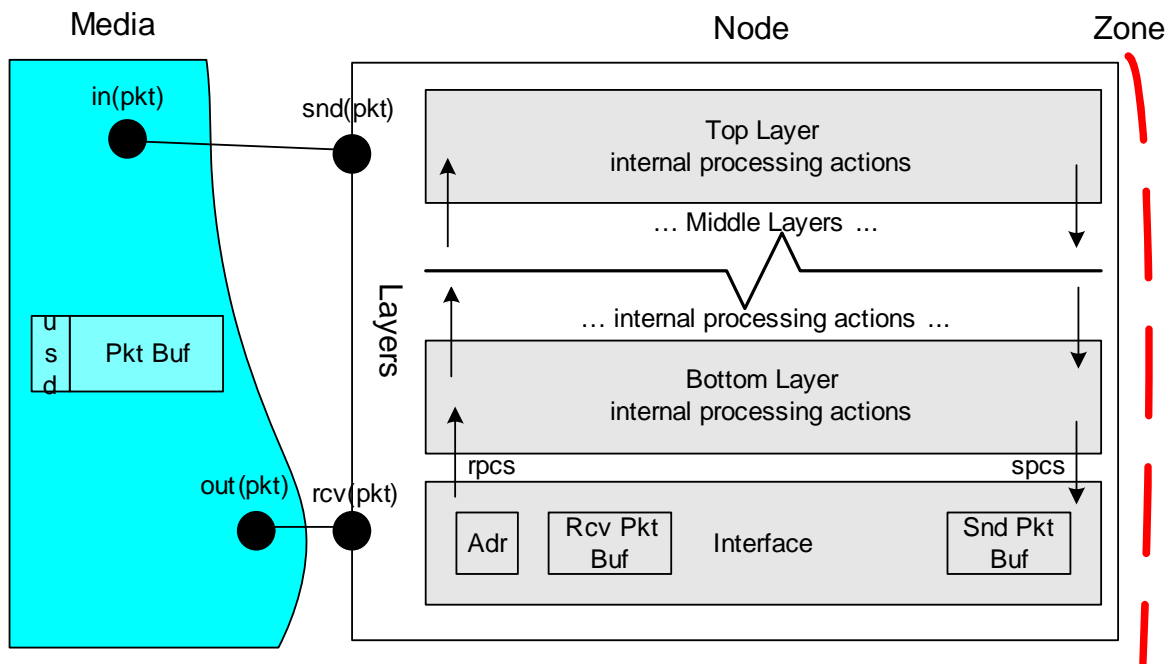 Media
Node
Zone
in(pkt)
snd(pkt)
Top Layer
internal processing actions
... Middle Layers ...
Layers
... internal processing actions ...
u
s
d
Pkt Buf
Bottom Layer
internal processing actions
rpcs
spcs
out(pkt)
rcv(pkt)
Adr
Rcv Pkt
Buf
Interface
Snd Pkt
Buf